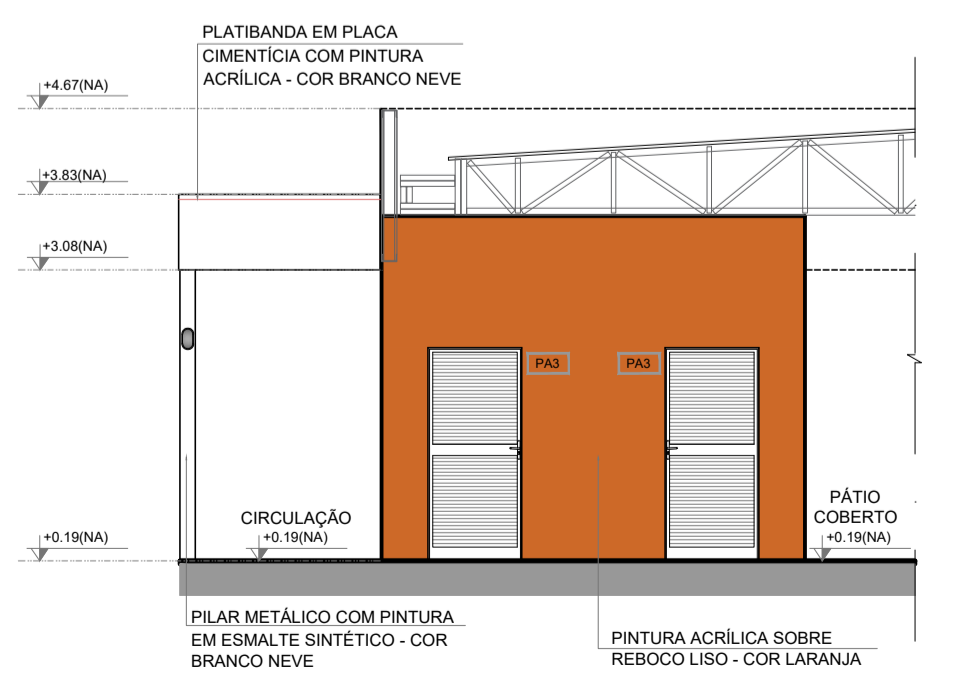 PLATIBANDA EM PLACA
CIMENTÍCIA COM PINTURA
ACRÍLICA - COR BRANCO NEVE
+4.67(NA)
+3.83(NA)
+3.08(NA)
PA3
PA3
CIRCULAÇÃO
+0.19(NA)
+0.19(NA)
PÁTIO
COBERTO
+0.19(NA)
PILAR METÁLICO COM PINTURA
EM ESMALTE SINTÉTICO - COR
BRANCO NEVE
PINTURA ACRÍLICA SOBRE
REBOCO LISO - COR LARANJA